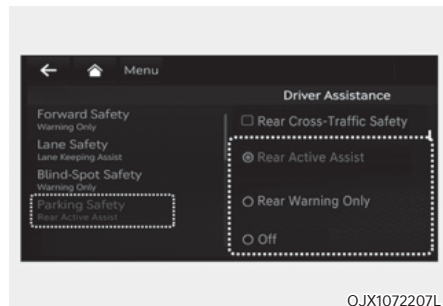 Menu
Driver Assistance
Forward Safety
Warning Only
Lane Safety
Lane Keeping Assist
Blind-Spot Safety
Warning Only
Parking Safety
Rear Active Assist
Rear Cross-Traffic Safety
Rear Active Assist
Rear Warning Only
Off
OJX1072207L